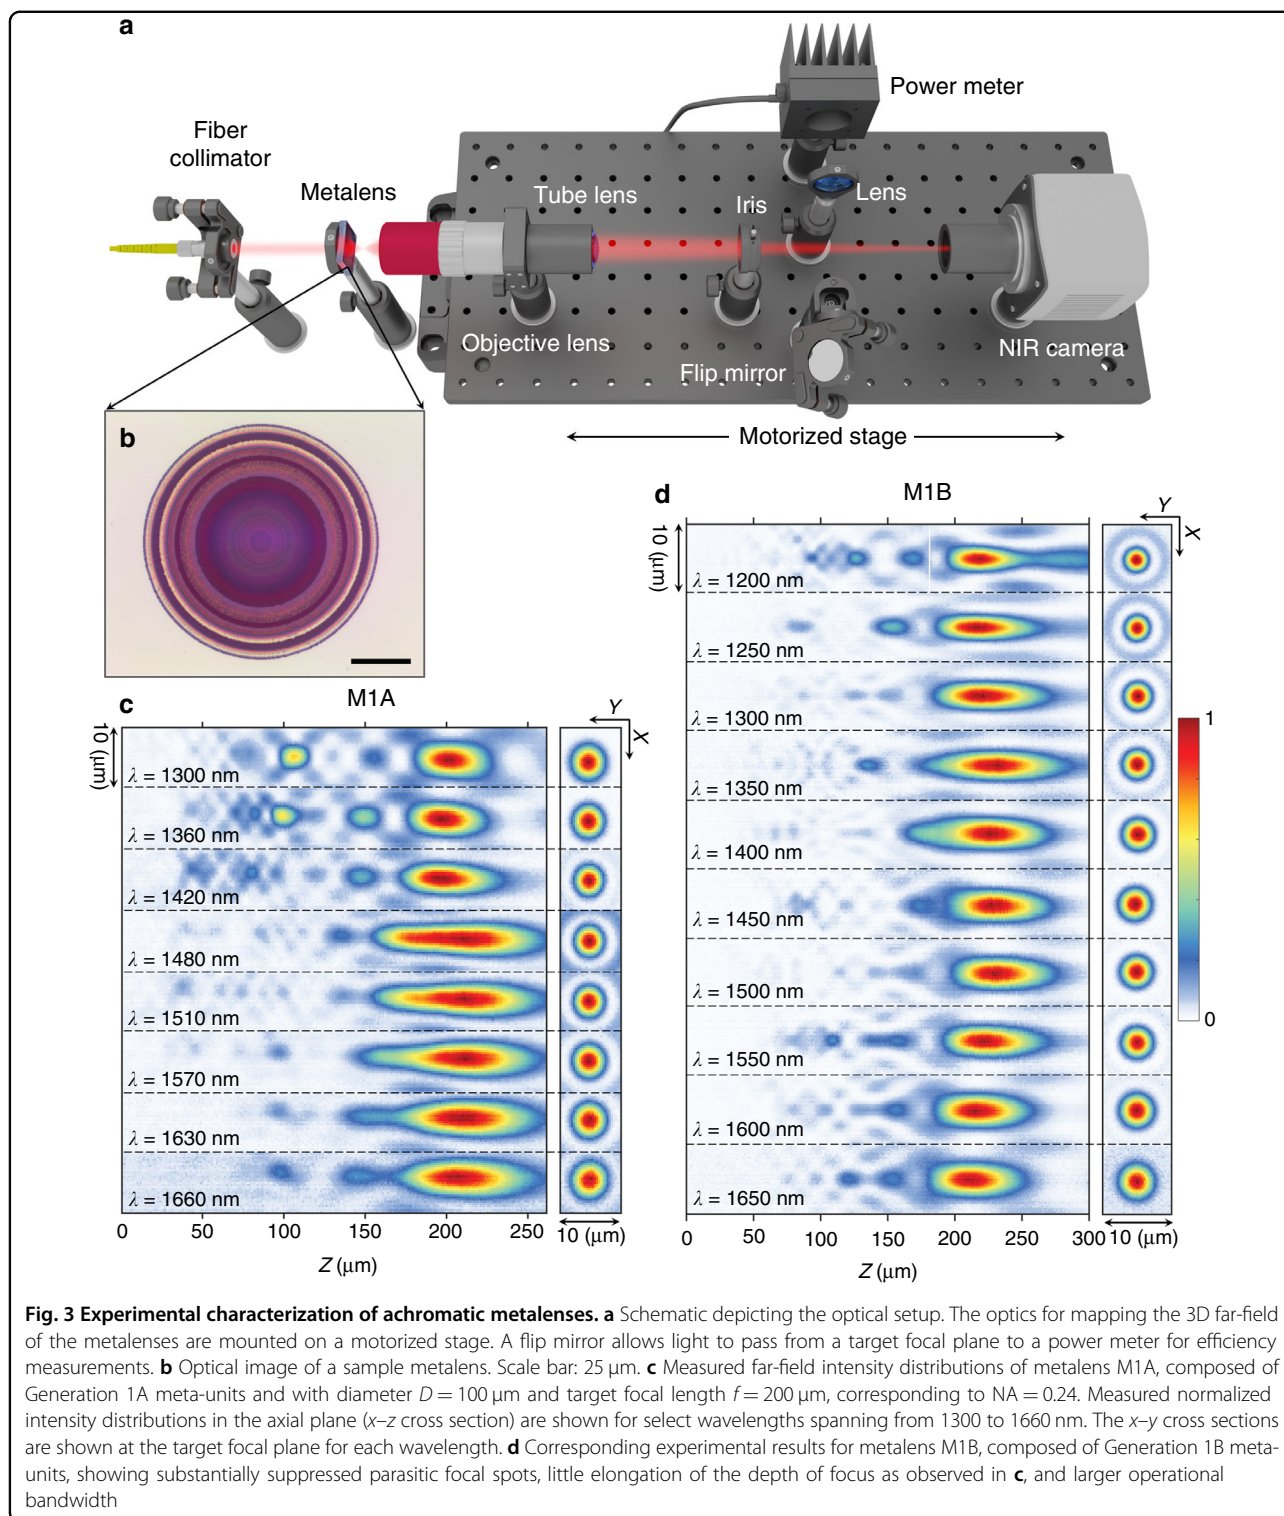 a
Power meter
Fiber
collimator
Metalens
Tube lens
Iris
Lens
Objective lens
Flip mirror
NIR camera
Motorized stage
b
d
M1B
Y
X
10 (μm)
λ = 1200 nm
λ = 1250 nm
λ = 1300 nm
λ = 1350 nm
λ = 1400 nm
λ = 1450 nm
λ = 1500 nm
λ = 1550 nm
λ = 1600 nm
λ = 1650 nm
0 50 100 150 200 250 300
10 (μm)
Z (μm)
1
0
c
M1A
Y
X
10 (μm)
λ = 1300 nm
λ = 1360 nm
λ = 1420 nm
λ = 1480 nm
λ = 1510 nm
λ = 1570 nm
λ = 1630 nm
λ = 1660 nm
0 50 100 150 200 250
10 (μm)
Z (μm)
Fig. 3 Experimental characterization of achromatic metalenses. a Schematic depicting the optical setup. The optics for mapping the 3D far-field
of the metalenses are mounted on a motorized stage. A flip mirror allows light to pass from a target focal plane to a power meter for efficiency
measurements. b Optical image of a sample metalens. Scale bar: 25 μm. c Measured far-field intensity distributions of metalens M1A, composed of
Generation 1A meta-units and with diameter D = 100 μm and target focal length f = 200 μm, corresponding to NA = 0.24. Measured normalized
intensity distributions in the axial plane (x–z cross section) are shown for select wavelengths spanning from 1300 to 1660 nm. The x–y cross sections
are shown at the target focal plane for each wavelength. d Corresponding experimental results for metalens M1B, composed of Generation 1B meta-
units, showing substantially suppressed parasitic focal spots, little elongation of the depth of focus as observed in c, and larger operational
bandwidth